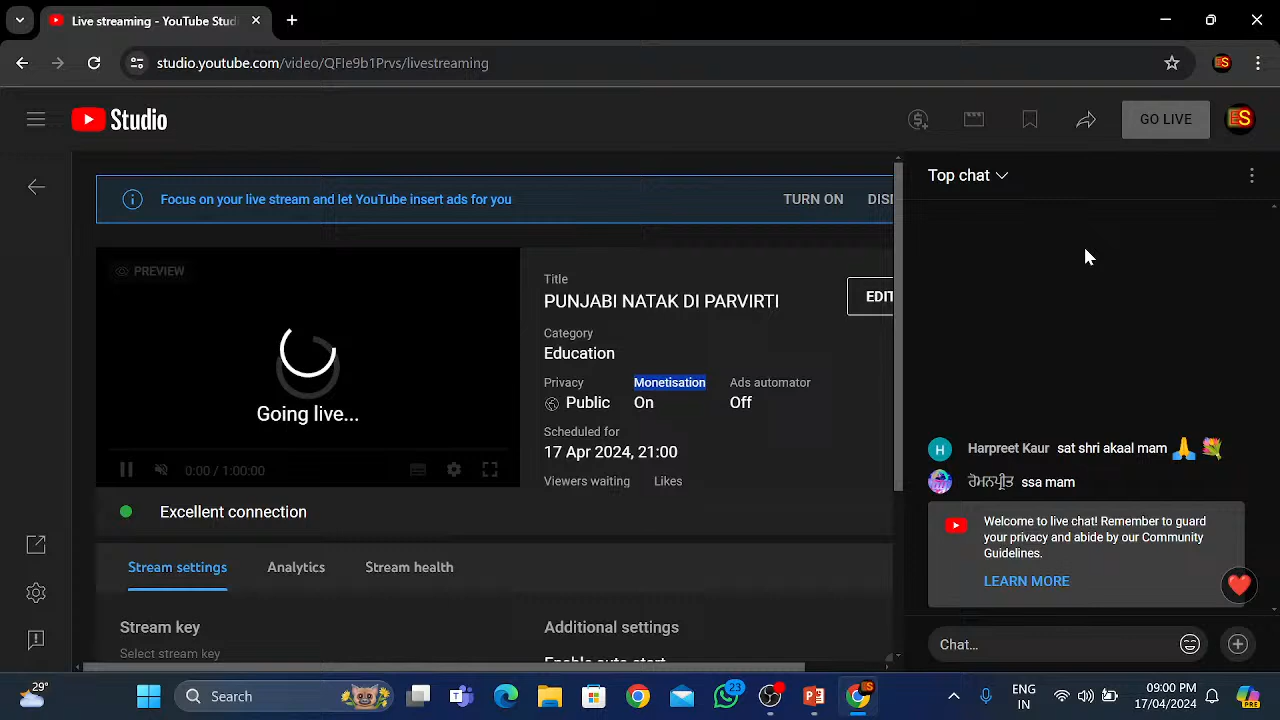 Live streaming - YouTube Stud
studio.youtube.com/video/QFIe9b1Prvs/livestreaming
ES
Studio
GO LIVE
ES
Focus on your live stream and let YouTube insert ads for you
TURN ON
Top chat
PREVIEW
Going live...
0:00 / 1:00:00
Title
PUNJABI NATAK DI PARVIRTI
EDIT
Category
Education
Privacy
Monetisation
Ads automator
Public
On
Off
Scheduled for
17 Apr 2024, 21:00
Viewers waiting
Likes
Excellent connection
Stream settings
Analytics
Stream health
Stream key
Select stream key
Additional settings
H
Harpreet Kaur sat shri akaal mam 🙏 💐
ssa mam
Welcome to live chat! Remember to guard
your privacy and abide by our Community
Guidelines.
LEARN MORE
Chat...
29°
Search
23
ENG
IN
09:00 PM
17/04/2024
PRE